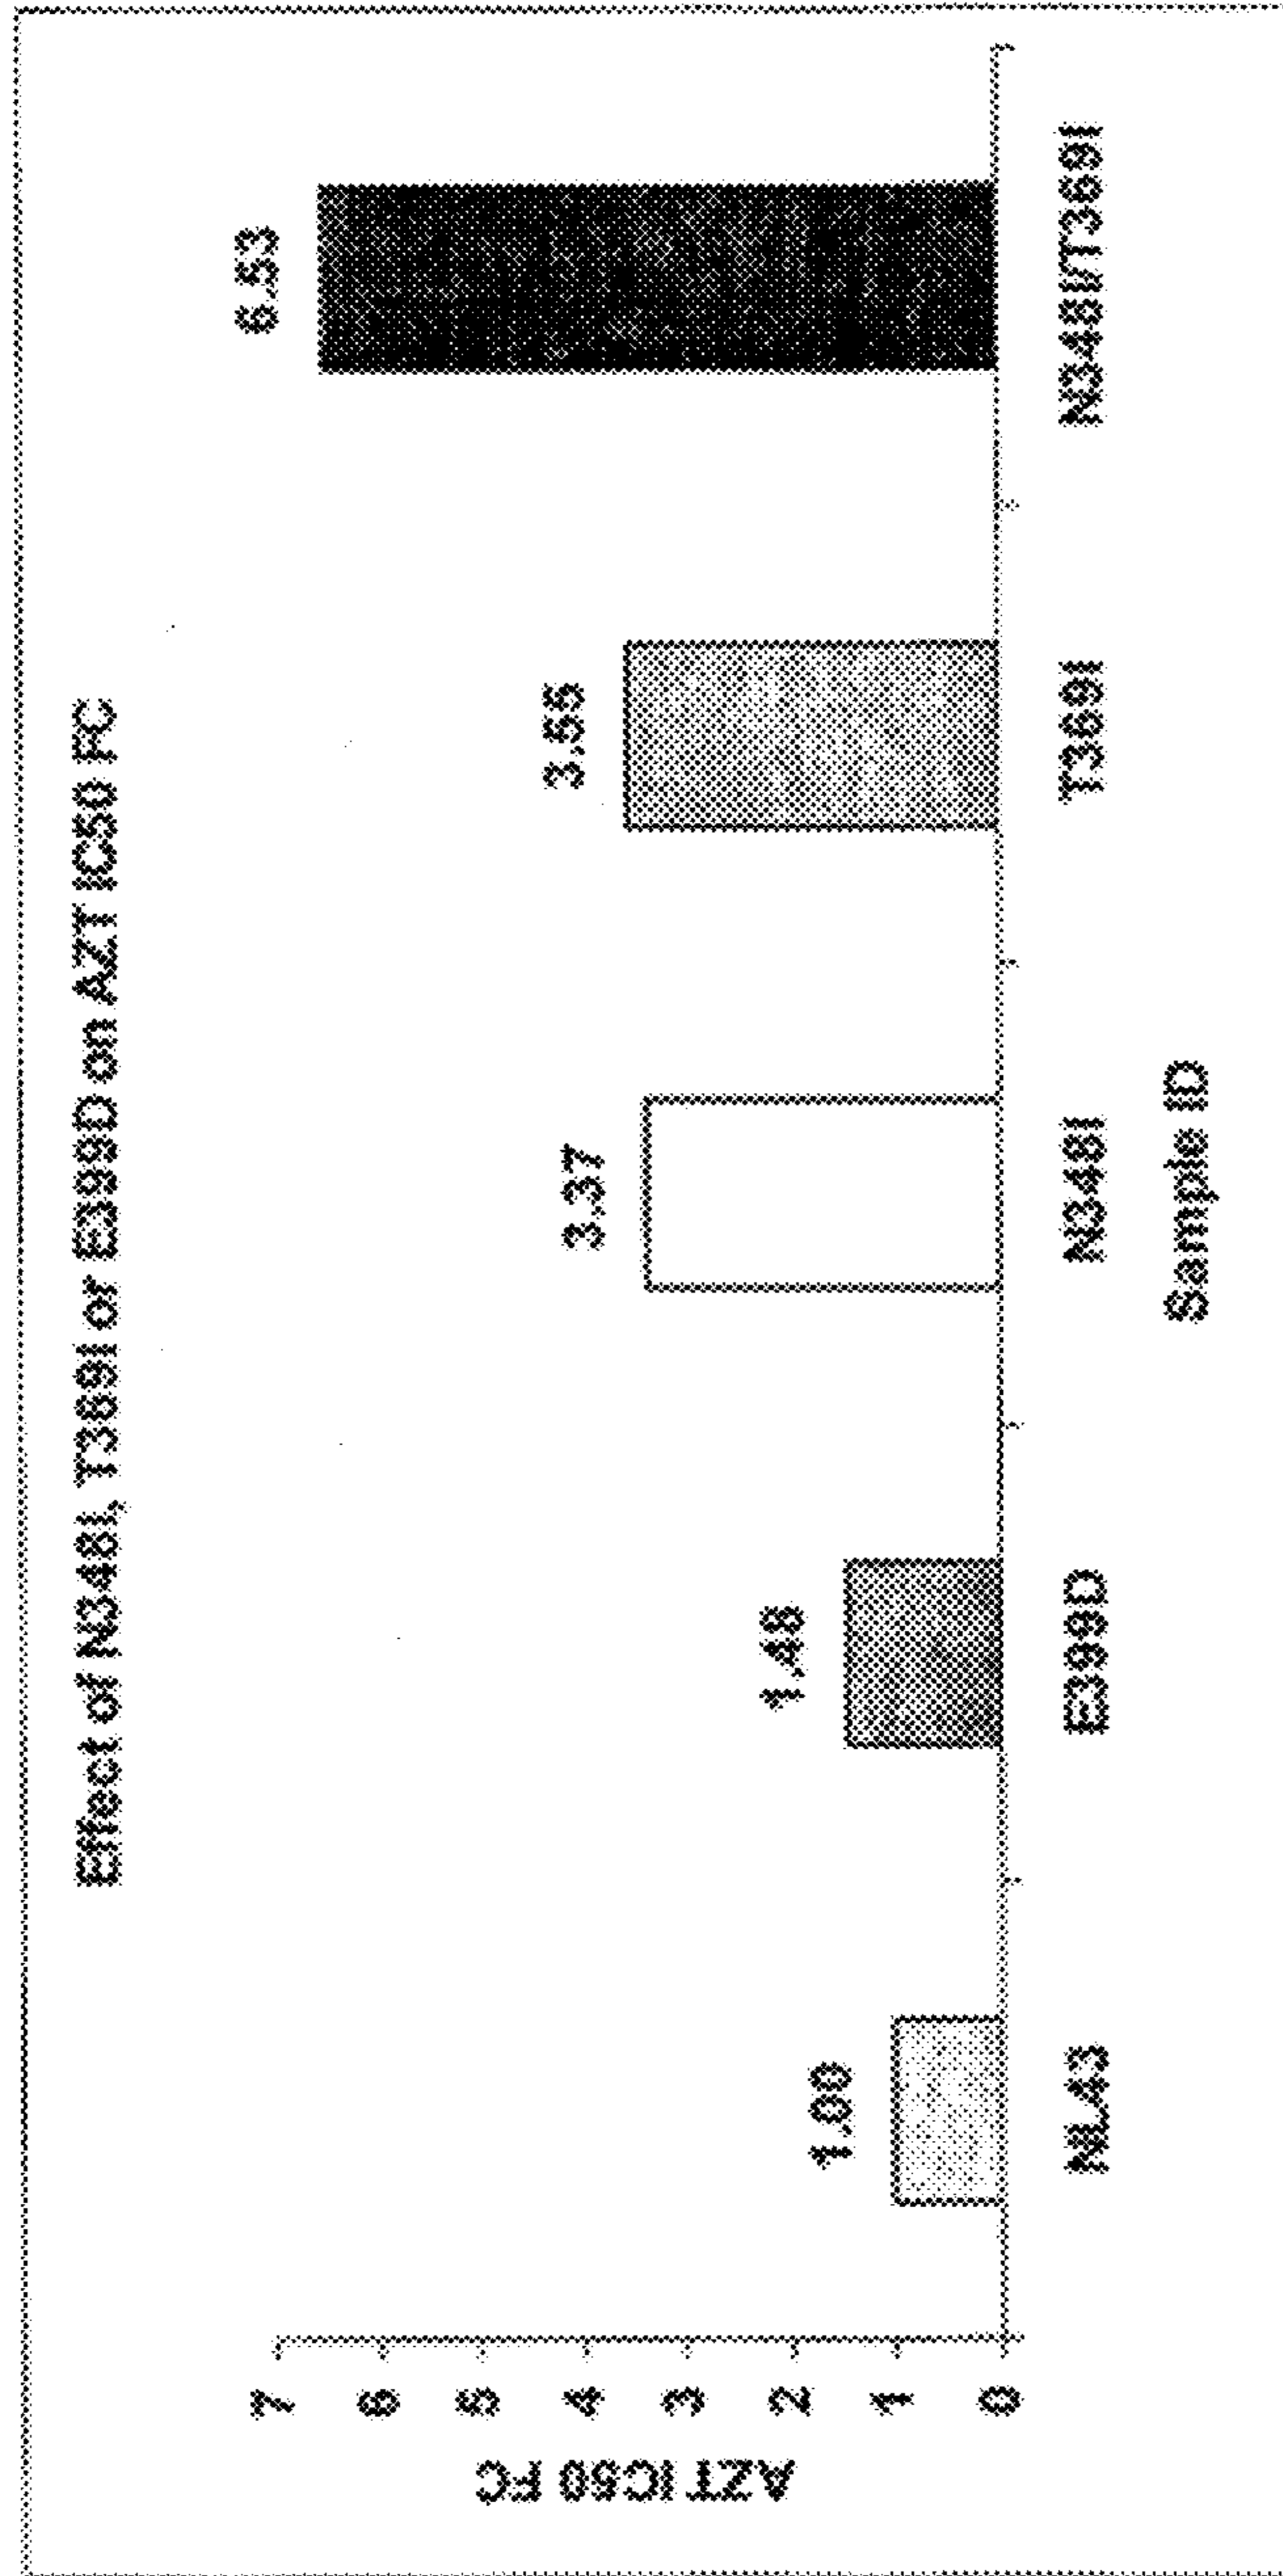 Effect of N348I, T369I or E399D on AZT IC50 FC
AZT IC50 FC
7
6
5
4
3
2
1
0
1.00
1.48
3.37
3.55
6.53
NL43
E399D
N348I
T369I
N348I/T369I
Sample ID